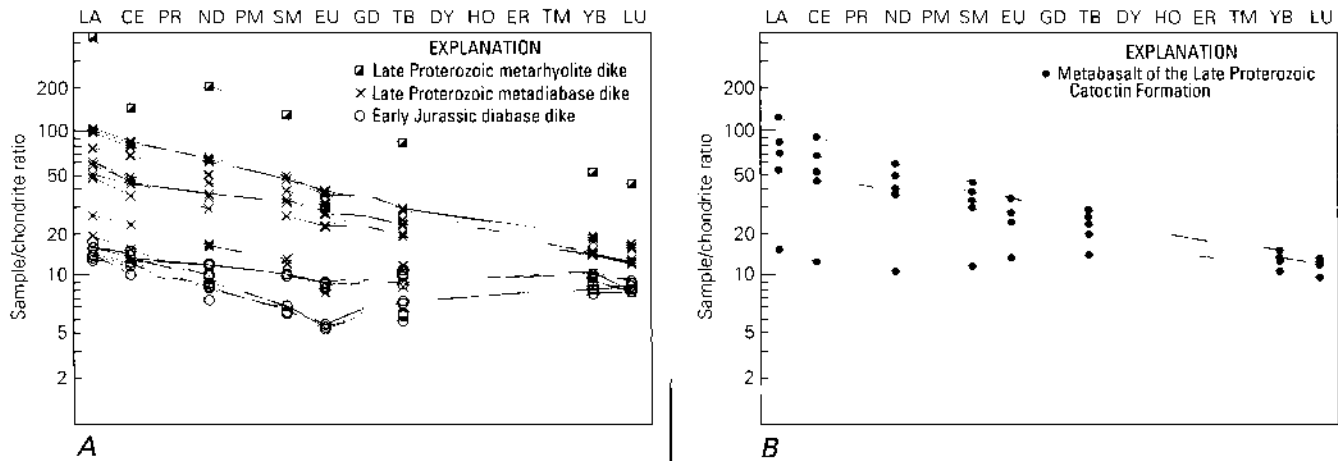 LA CE PR ND PM SM EU GD TB DY HO ER TM YB LU
EXPLANATION
Late Proterozoic metarhyolite dike
Late Proterozoic metadiabase dike
Early Jurassic diabase dike
Sample/chondrite ratio
200
100
50
20
10
5
2
A
LA CE PR ND PM SM EU GD TB DY HO ER TM YB LU
EXPLANATION
Metabasalt of the Late Proterozoic
Catoctin Formation
Sample/chondrite ratio
200
100
50
20
10
5
2
B